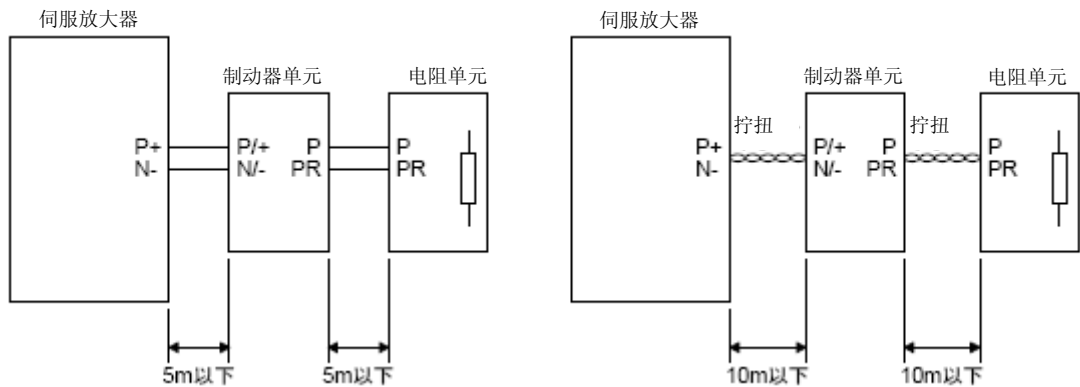 伺服放大器
制动器单元
电阻单元
P+ P/+ P P
N- N/- PR PR
5m以下 5m以下
伺服放大器
制动器单元
电阻单元
拧扭 拧扭
P+ P/+ P P
N- N/- PR PR
10m以下 10m以下